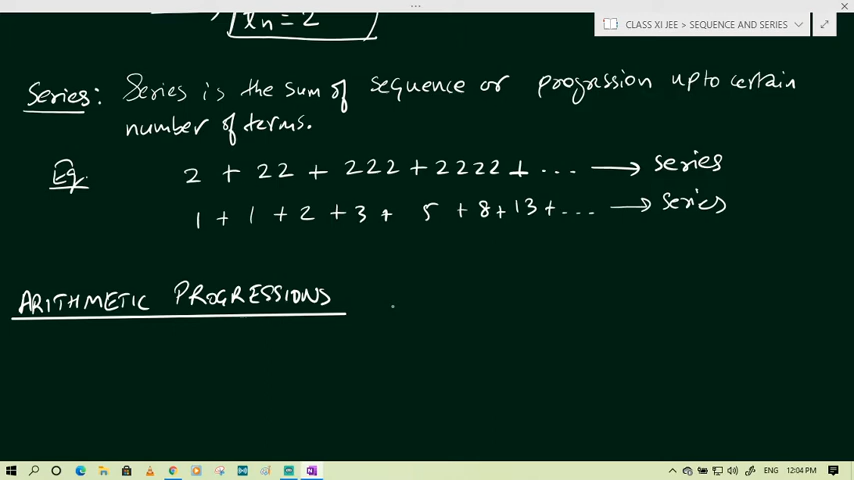 xn = 2
CLASS XI JEE > SEQUENCE AND SERIES
Series: Series is the sum of sequence or progression upto certain
number of terms.
Eg. 2 + 22 + 222 + 2222 + ... → series
1 + 1 + 2 + 3 + 5 + 8 + 13 + ... → series
ARITHMETIC PROGRESSIONS
ENG 12:04 PM